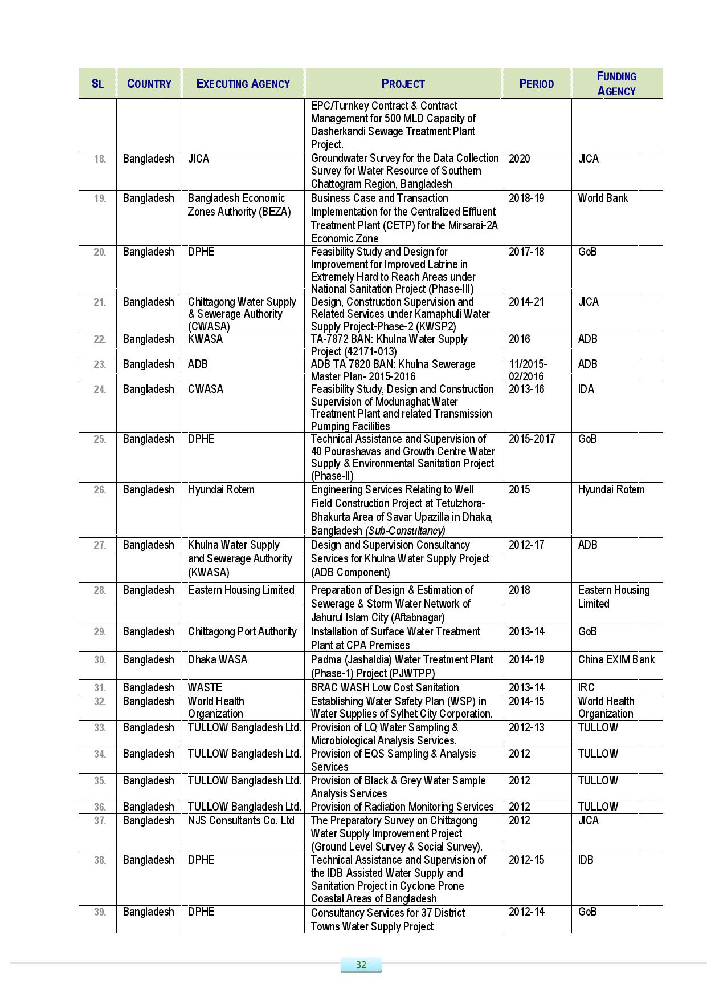 SL COUNTRY EXECUTING AGENCY PROJECT PERIOD FUNDING AGENCY
EPC/Turnkey Contract & Contract
Management for 500 MLD Capacity of
Dasherkandi Sewage Treatment Plant
Project.
18. Bangladesh JICA Groundwater Survey for the Data Collection 2020 JICA
Survey for Water Resource of Southern
Chattogram Region, Bangladesh
19. Bangladesh Bangladesh Economic Business Case and Transaction 2018-19 World Bank
Zones Authority (BEZA) Implementation for the Centralized Effluent
Treatment Plant (CETP) for the Mirsarai-2A
Economic Zone
20. Bangladesh DPHE Feasibility Study and Design for 2017-18 GoB
Improvement for Improved Latrine in
Extremely Hard to Reach Areas under
National Sanitation Project (Phase-III)
21. Bangladesh Chittagong Water Supply Design, Construction Supervision and 2014-21 JICA
& Sewerage Authority Related Services under Karnaphuli Water
(CWASA) Supply Project-Phase-2 (KWSP2)
22. Bangladesh KWASA TA-7872 BAN: Khulna Water Supply 2016 ADB
Project (42171-013)
23. Bangladesh ADB ADB TA 7820 BAN: Khulna Sewerage 11/2015- ADB
Master Plan- 2015-2016 02/2016
24. Bangladesh CWASA Feasibility Study, Design and Construction 2013-16 IDA
Supervision of Modunaghat Water
Treatment Plant and related Transmission
Pumping Facilities
25. Bangladesh DPHE Technical Assistance and Supervision of 2015-2017 GoB
40 Pourashavas and Growth Centre Water
Supply & Environmental Sanitation Project
(Phase-II)
26. Bangladesh Hyundai Rotem Engineering Services Relating to Well 2015 Hyundai Rotem
Field Construction Project at Tetulzhora-
Bhakurta Area of Savar Upazilla in Dhaka,
Bangladesh (Sub-Consultancy)
27. Bangladesh Khulna Water Supply Design and Supervision Consultancy 2012-17 ADB
and Sewerage Authority Services for Khulna Water Supply Project
(KWASA) (ADB Component)
28. Bangladesh Eastern Housing Limited Preparation of Design & Estimation of 2018 Eastern Housing
Sewerage & Storm Water Network of Limited
Jahurul Islam City (Aftabnagar)
29. Bangladesh Chittagong Port Authority Installation of Surface Water Treatment 2013-14 GoB
Plant at CPA Premises
30. Bangladesh Dhaka WASA Padma (Jashaldia) Water Treatment Plant 2014-19 China EXIM Bank
(Phase-1) Project (PJWTPP)
31. Bangladesh WASTE BRAC WASH Low Cost Sanitation 2013-14 IRC
32. Bangladesh World Health Establishing Water Safety Plan (WSP) in 2014-15 World Health
Organization Water Supplies of Sylhet City Corporation. Organization
33. Bangladesh TULLOW Bangladesh Ltd. Provision of LQ Water Sampling & 2012-13 TULLOW
Microbiological Analysis Services.
34. Bangladesh TULLOW Bangladesh Ltd. Provision of EQS Sampling & Analysis 2012 TULLOW
Services
35. Bangladesh TULLOW Bangladesh Ltd. Provision of Black & Grey Water Sample 2012 TULLOW
Analysis Services
36. Bangladesh TULLOW Bangladesh Ltd. Provision of Radiation Monitoring Services 2012 TULLOW
37. Bangladesh NJS Consultants Co. Ltd The Preparatory Survey on Chittagong 2012 JICA
Water Supply Improvement Project
(Ground Level Survey & Social Survey).
38. Bangladesh DPHE Technical Assistance and Supervision of 2012-15 IDB
the IDB Assisted Water Supply and
Sanitation Project in Cyclone Prone
Coastal Areas of Bangladesh
39. Bangladesh DPHE Consultancy Services for 37 District 2012-14 GoB
Towns Water Supply Project
32